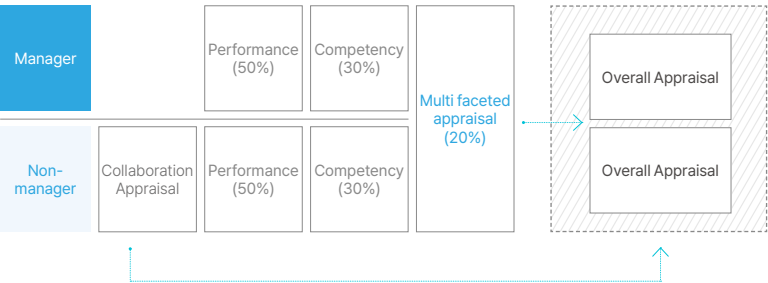 Manager
Performance
(50%)
Competency
(30%)
Multi faceted
appraisal
(20%)
Overall Appraisal
Non-
manager
Collaboration
Appraisal
Performance
(50%)
Competency
(30%)
Overall Appraisal